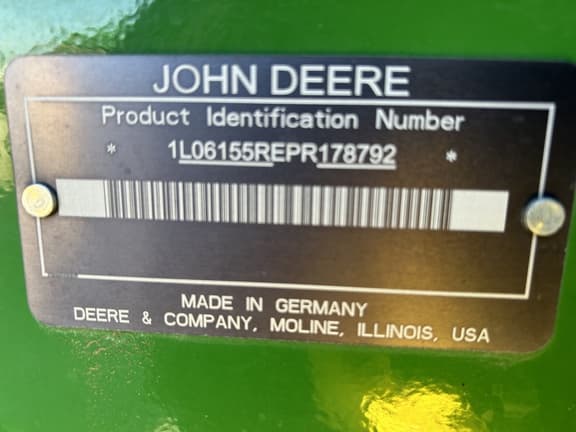 JOHN DEERE
Product Identification Number
* 1L06155REPR178792 *
MADE IN GERMANY
DEERE & COMPANY, MOLINE, ILLINOIS, USA